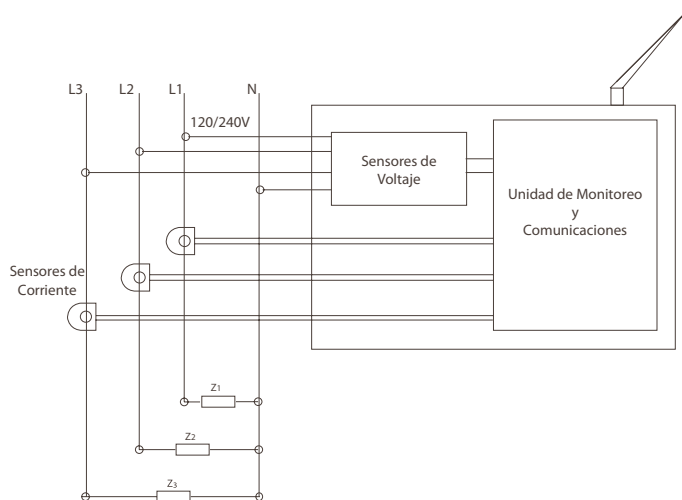 L3
L2
L1
N
120/240V
Sensores de
Voltaje
Unidad de Monitoreo
y
Comunicaciones
Sensores de
Corriente
Z1
Z2
Z3